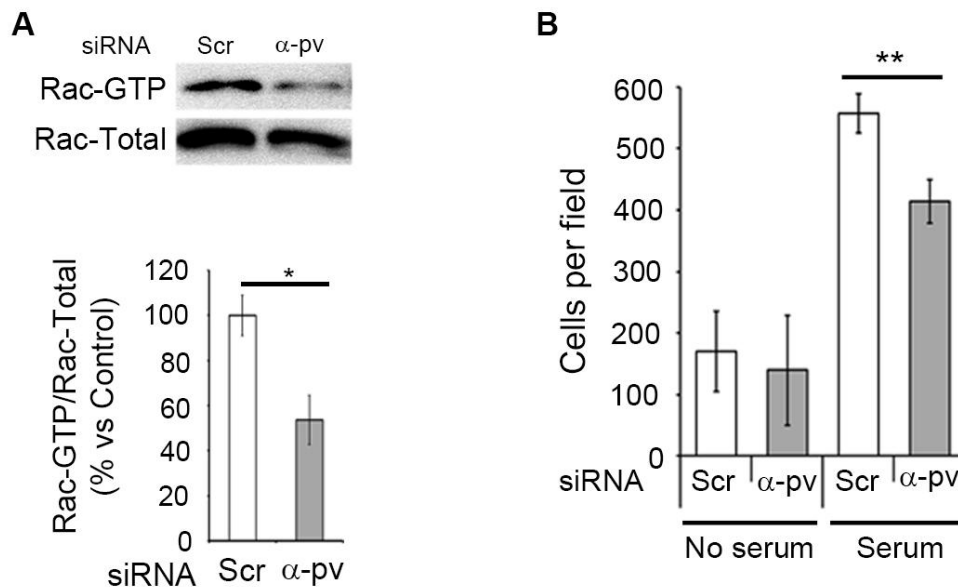 A
siRNA Scr α-pv
Rac-GTP
Rac-Total
Rac-GTP/Rac-Total
(% vs Control)
120
100
80
60
40
20
0
*
siRNA Scr α-pv
B
**
Cells per field
600
500
400
300
200
100
0
siRNA Scr α-pv Scr α-pv
No serum Serum